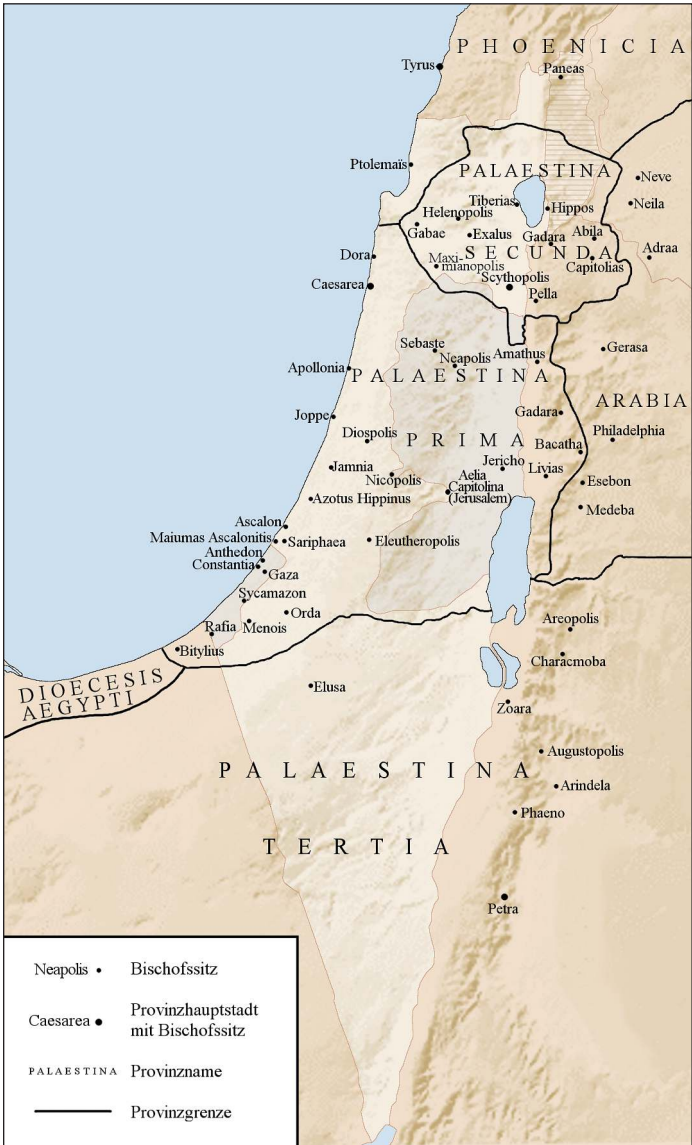 PHOENICIA
Tyrus
Paneas
Ptolemaïs
PALAESTINA
Neve
Tiberias
Hippos
Neila
Helenopolis
Gabae
Exalus
Gadara
Abila
SECUNDA
Adraa
Dora
Maxi-
mianopolis
Capitolias
Caesarea
Scythopolis
Pella
Sebaste
Neapolis
Amathus
Gerasa
Apollonia
PALAESTINA
ARABIA
Joppe
Gadara
Diospolis
PRIMA
Philadelphia
Bacatha
Jamnia
Nicopolis
Aelia
Capitolina
(Jerusalem)
Jericho
Livias
Esebon
Azotus Hippinus
Medeba
Ascalon
Maiumas Ascalonitis
Sariphaea
Eleutheropolis
Anthedon
Constantia
Gaza
Sycamazon
Orda
Menois
Rafia
Bitylius
Areopolis
Characmoba
DIOECESIS
AEGYPTI
Elusa
Zoara
Augustopolis
PALAESTINA
Arindela
Phaeno
TERTIA
Petra
Neapolis
Bischofssitz
Caesarea
Provinzhauptstadt
mit Bischofssitz
PALAESTINA
Provinzname
Provinzgrenze